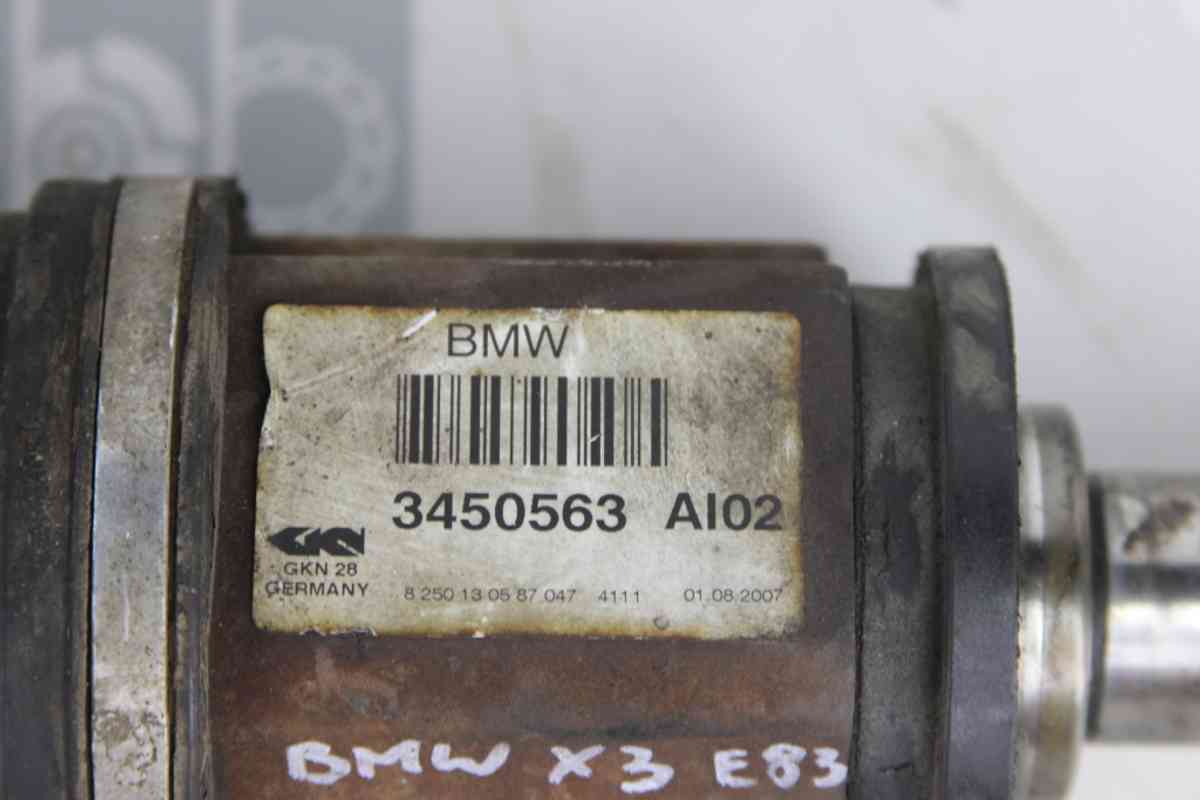 BMW
3450563 AI02
GKN
GKN 28
GERMANY
8 250 13 05 87 047 4111 01.08.2007
BMW X3 E83